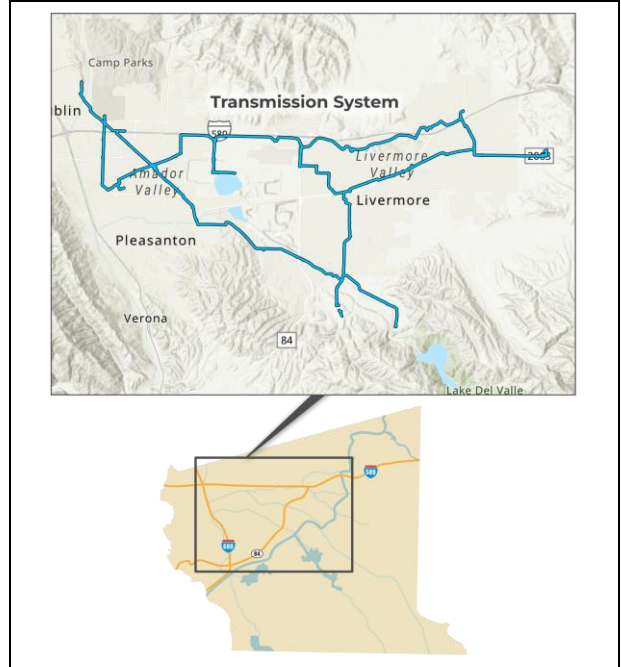 Camp Parks
Transmission System
blin
580
Livermore
Valley
2003
Amador
Valley
Livermore
Pleasanton
Verona
84
Lake Del Valle
580
580
84